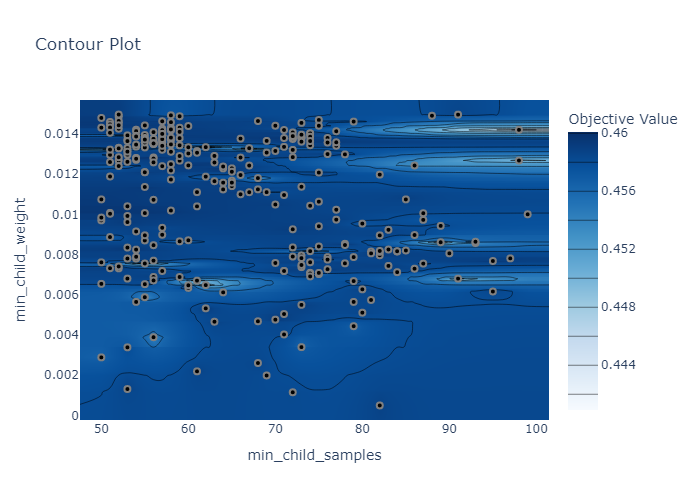 Contour Plot
Objective Value
0.46
0.456
0.452
0.448
0.444
min_child_weight
0.014
0.012
0.01
0.008
0.006
0.004
0.002
0
50 60 70 80 90 100
min_child_samples